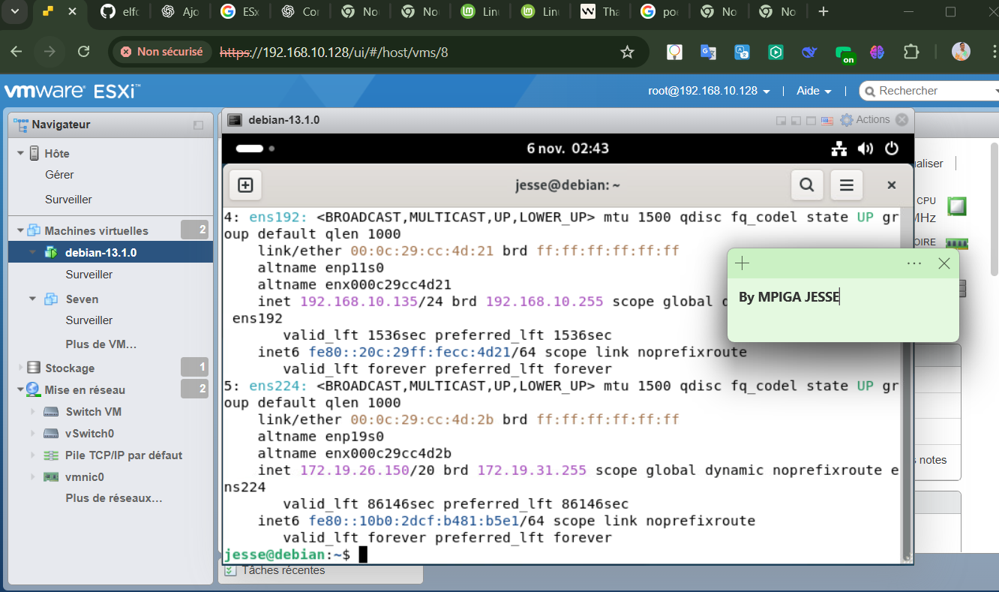 elfc
Ajo
ESx
Cor
Nou
No
Linu
Linu
Tha
poe
No
No
Non sécurisé
https://192.168.10.128/ui/#/host/vms/8
on
vmware ESXi™
root@192.168.10.128 | Aide | Rechercher
Navigateur
Hôte
Gérer
Surveiller
Machines virtuelles 2
debian-13.1.0
Surveiller
Seven
Surveiller
Plus de VM…
Stockage 1
Mise en réseau 2
Switch VM
vSwitch0
Pile TCP/IP par défaut
vmnic0
Plus de réseaux…
debian-13.1.0
Actions
6 nov. 02:43
jesse@debian: ~
4: ens192: <BROADCAST,MULTICAST,UP,LOWER_UP> mtu 1500 qdisc fq_codel state UP gr
oup default qlen 1000
link/ether 00:0c:29:cc:4d:21 brd ff:ff:ff:ff:ff:ff
altname enp11s0
altname enx000c29cc4d21
inet 192.168.10.135/24 brd 192.168.10.255 scope global d
ens192
valid_lft 1536sec preferred_lft 1536sec
inet6 fe80::20c:29ff:fecc:4d21/64 scope link noprefixroute
valid_lft forever preferred_lft forever
5: ens224: <BROADCAST,MULTICAST,UP,LOWER_UP> mtu 1500 qdisc fq_codel state UP gr
oup default qlen 1000
link/ether 00:0c:29:cc:4d:2b brd ff:ff:ff:ff:ff:ff
altname enp19s0
altname enx000c29cc4d2b
inet 172.19.26.150/20 brd 172.19.31.255 scope global dynamic noprefixroute e
ns224
valid_lft 86146sec preferred_lft 86146sec
inet6 fe80::10b0:2dcf:b481:b5e1/64 scope link noprefixroute
valid_lft forever preferred_lft forever
jesse@debian:~$
By MPIGA JESSE
aliser
CPU
MHz
OIRE
s notes
Tâches récentes